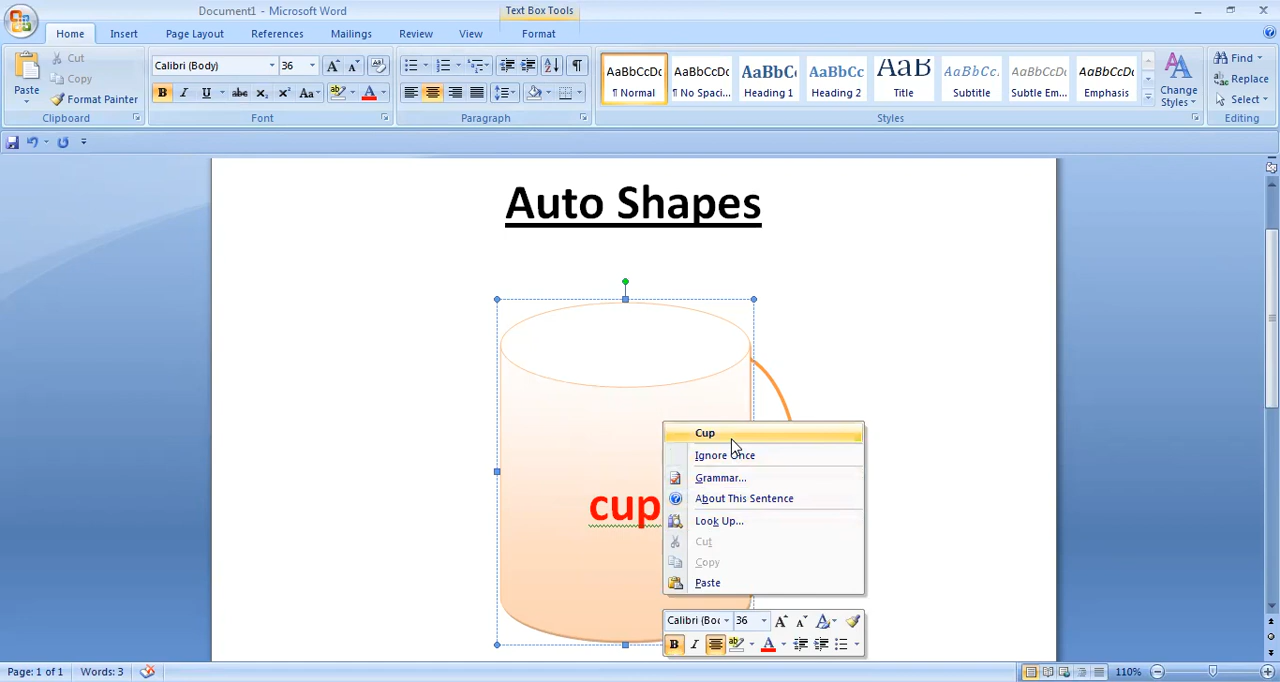 Document1 - Microsoft Word
Text Box Tools
Home
Insert
Page Layout
References
Mailings
Review
View
Format
Paste
Cut
Copy
Format Painter
Clipboard
Calibri (Body)
36
Font
Paragraph
AaBbCcDc
¶ Normal
AaBbCcDc
¶ No Spaci...
AaBbCc
Heading 1
AaBbCc
Heading 2
AaB
Title
AaBbCc.
Subtitle
AaBbCcDc
Subtle Em...
AaBbCcDc
Emphasis
Change
Styles
Styles
Find
Replace
Select
Editing
Auto Shapes
cup
Cup
Ignore Once
Grammar...
About This Sentence
Look Up...
Cut
Copy
Paste
Calibri (Boc
36
Page: 1 of 1
Words: 3
110%